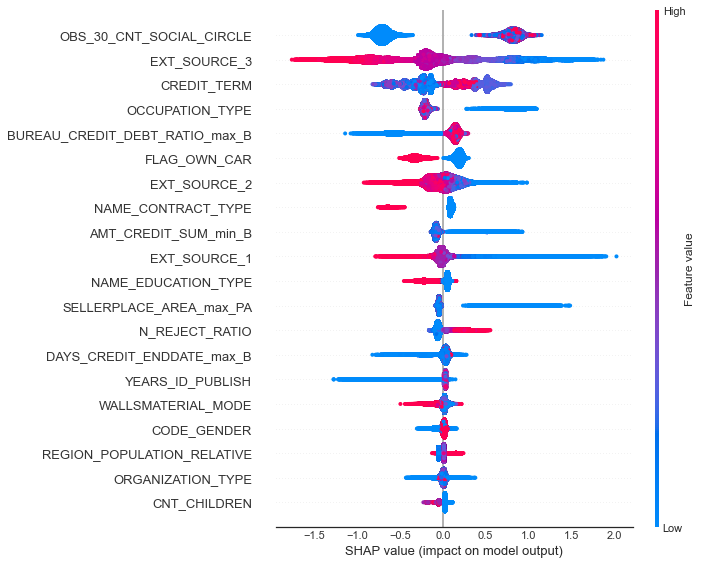 High
OBS_30_CNT_SOCIAL_CIRCLE
EXT_SOURCE_3
CREDIT_TERM
OCCUPATION_TYPE
BUREAU_CREDIT_DEBT_RATIO_max_B
FLAG_OWN_CAR
EXT_SOURCE_2
NAME_CONTRACT_TYPE
AMT_CREDIT_SUM_min_B
EXT_SOURCE_1
NAME_EDUCATION_TYPE
SELLERPLACE_AREA_max_PA
N_REJECT_RATIO
DAYS_CREDIT_ENDDATE_max_B
YEARS_ID_PUBLISH
WALLSMATERIAL_MODE
CODE_GENDER
REGION_POPULATION_RELATIVE
ORGANIZATION_TYPE
CNT_CHILDREN
Feature value
Low
−1.5 −1.0 −0.5 0.0 0.5 1.0 1.5 2.0
SHAP value (impact on model output)